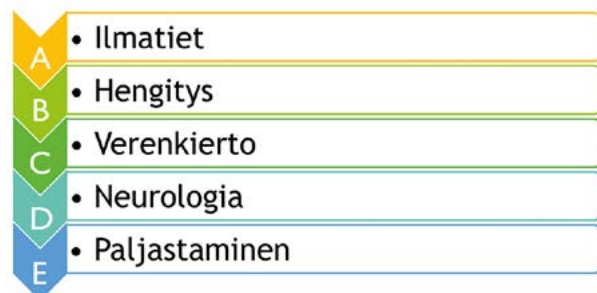 A • Ilmatiet
B • Hengitys
C • Verenkierto
D • Neurologia
E • Paljastaminen